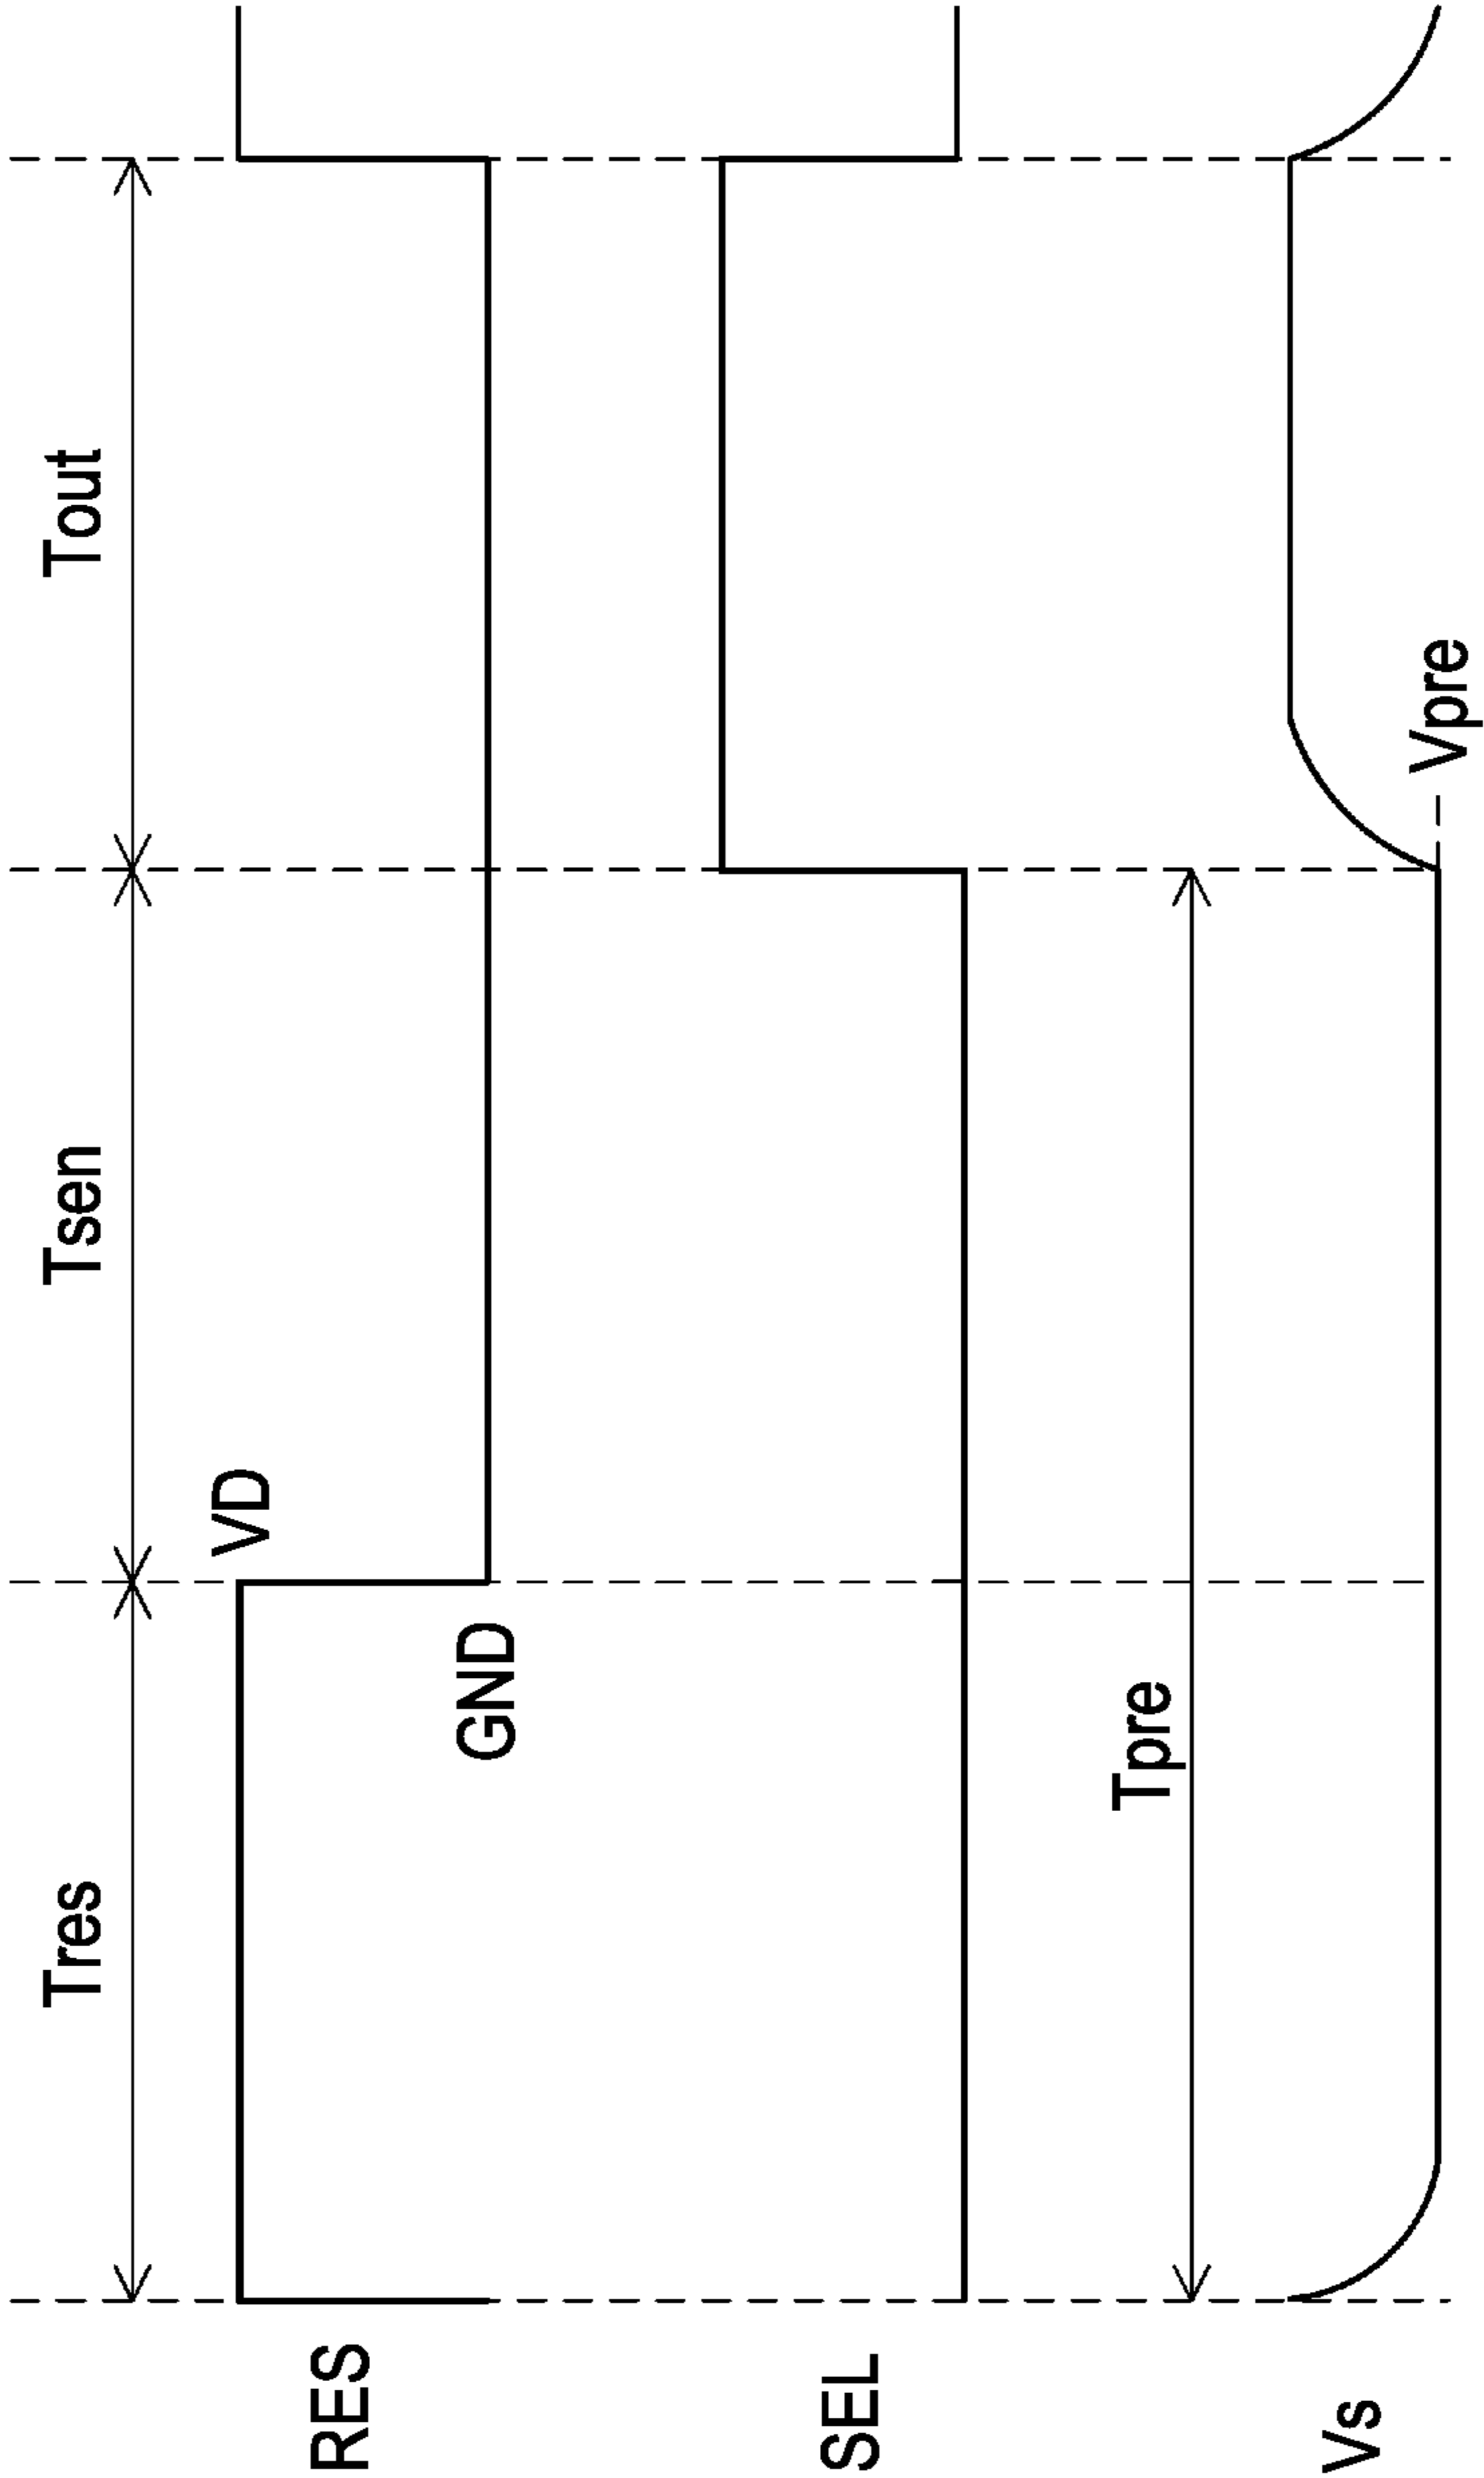 Tres
Tsen
Tout
RES
VD
GND
SEL
Tpre
Vs
Vpre